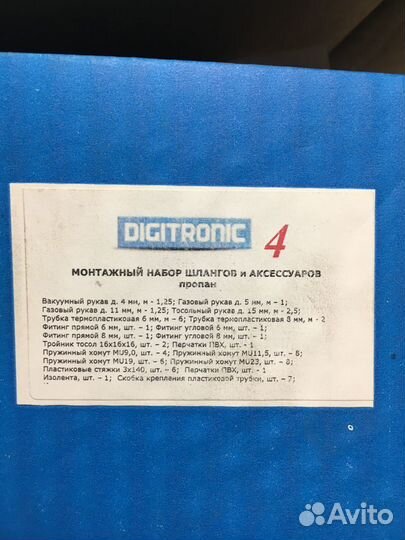 DIGITRONIC 4
МОНТАЖНЫЙ НАБОР ШЛАНГОВ и АКСЕССУАРОВ
пропан
Вакуумный рукав д. 4 мм, м - 1,25; Газовый рукав д. 5 мм, м – 1;
Газовый рукав д. 11 мм, м - 1,25; Тосольный рукав д. 15 мм, м - 2,5;
Трубка термопластиковая 6 мм, м – 6; Трубка термопластиковая 8 мм, м - 2
Фитинг прямой 6 мм, шт. – 1; Фитинг угловой 6 мм, шт. – 1;
Фитинг прямой 8 мм, шт. – 1; Фитинг угловой 8 мм, шт. – 1;
Тройник тосол 16х16х16, шт. – 2; Перчатки ПВХ, шт. - 1
Пружинный хомут MU9,0, шт. – 4; Пружинный хомут MU11,5, шт – 8;
Пружинный хомут MU19, шт. – 6; Пружинный хомут MU23, шт – 8;
Пластиковые стяжки 3х140, шт. – 6; Перчатки ПВХ, шт. - 1
Изолента, шт. – 1; Скобка крепления пластиковой трубки, шт. – 7;
Avito